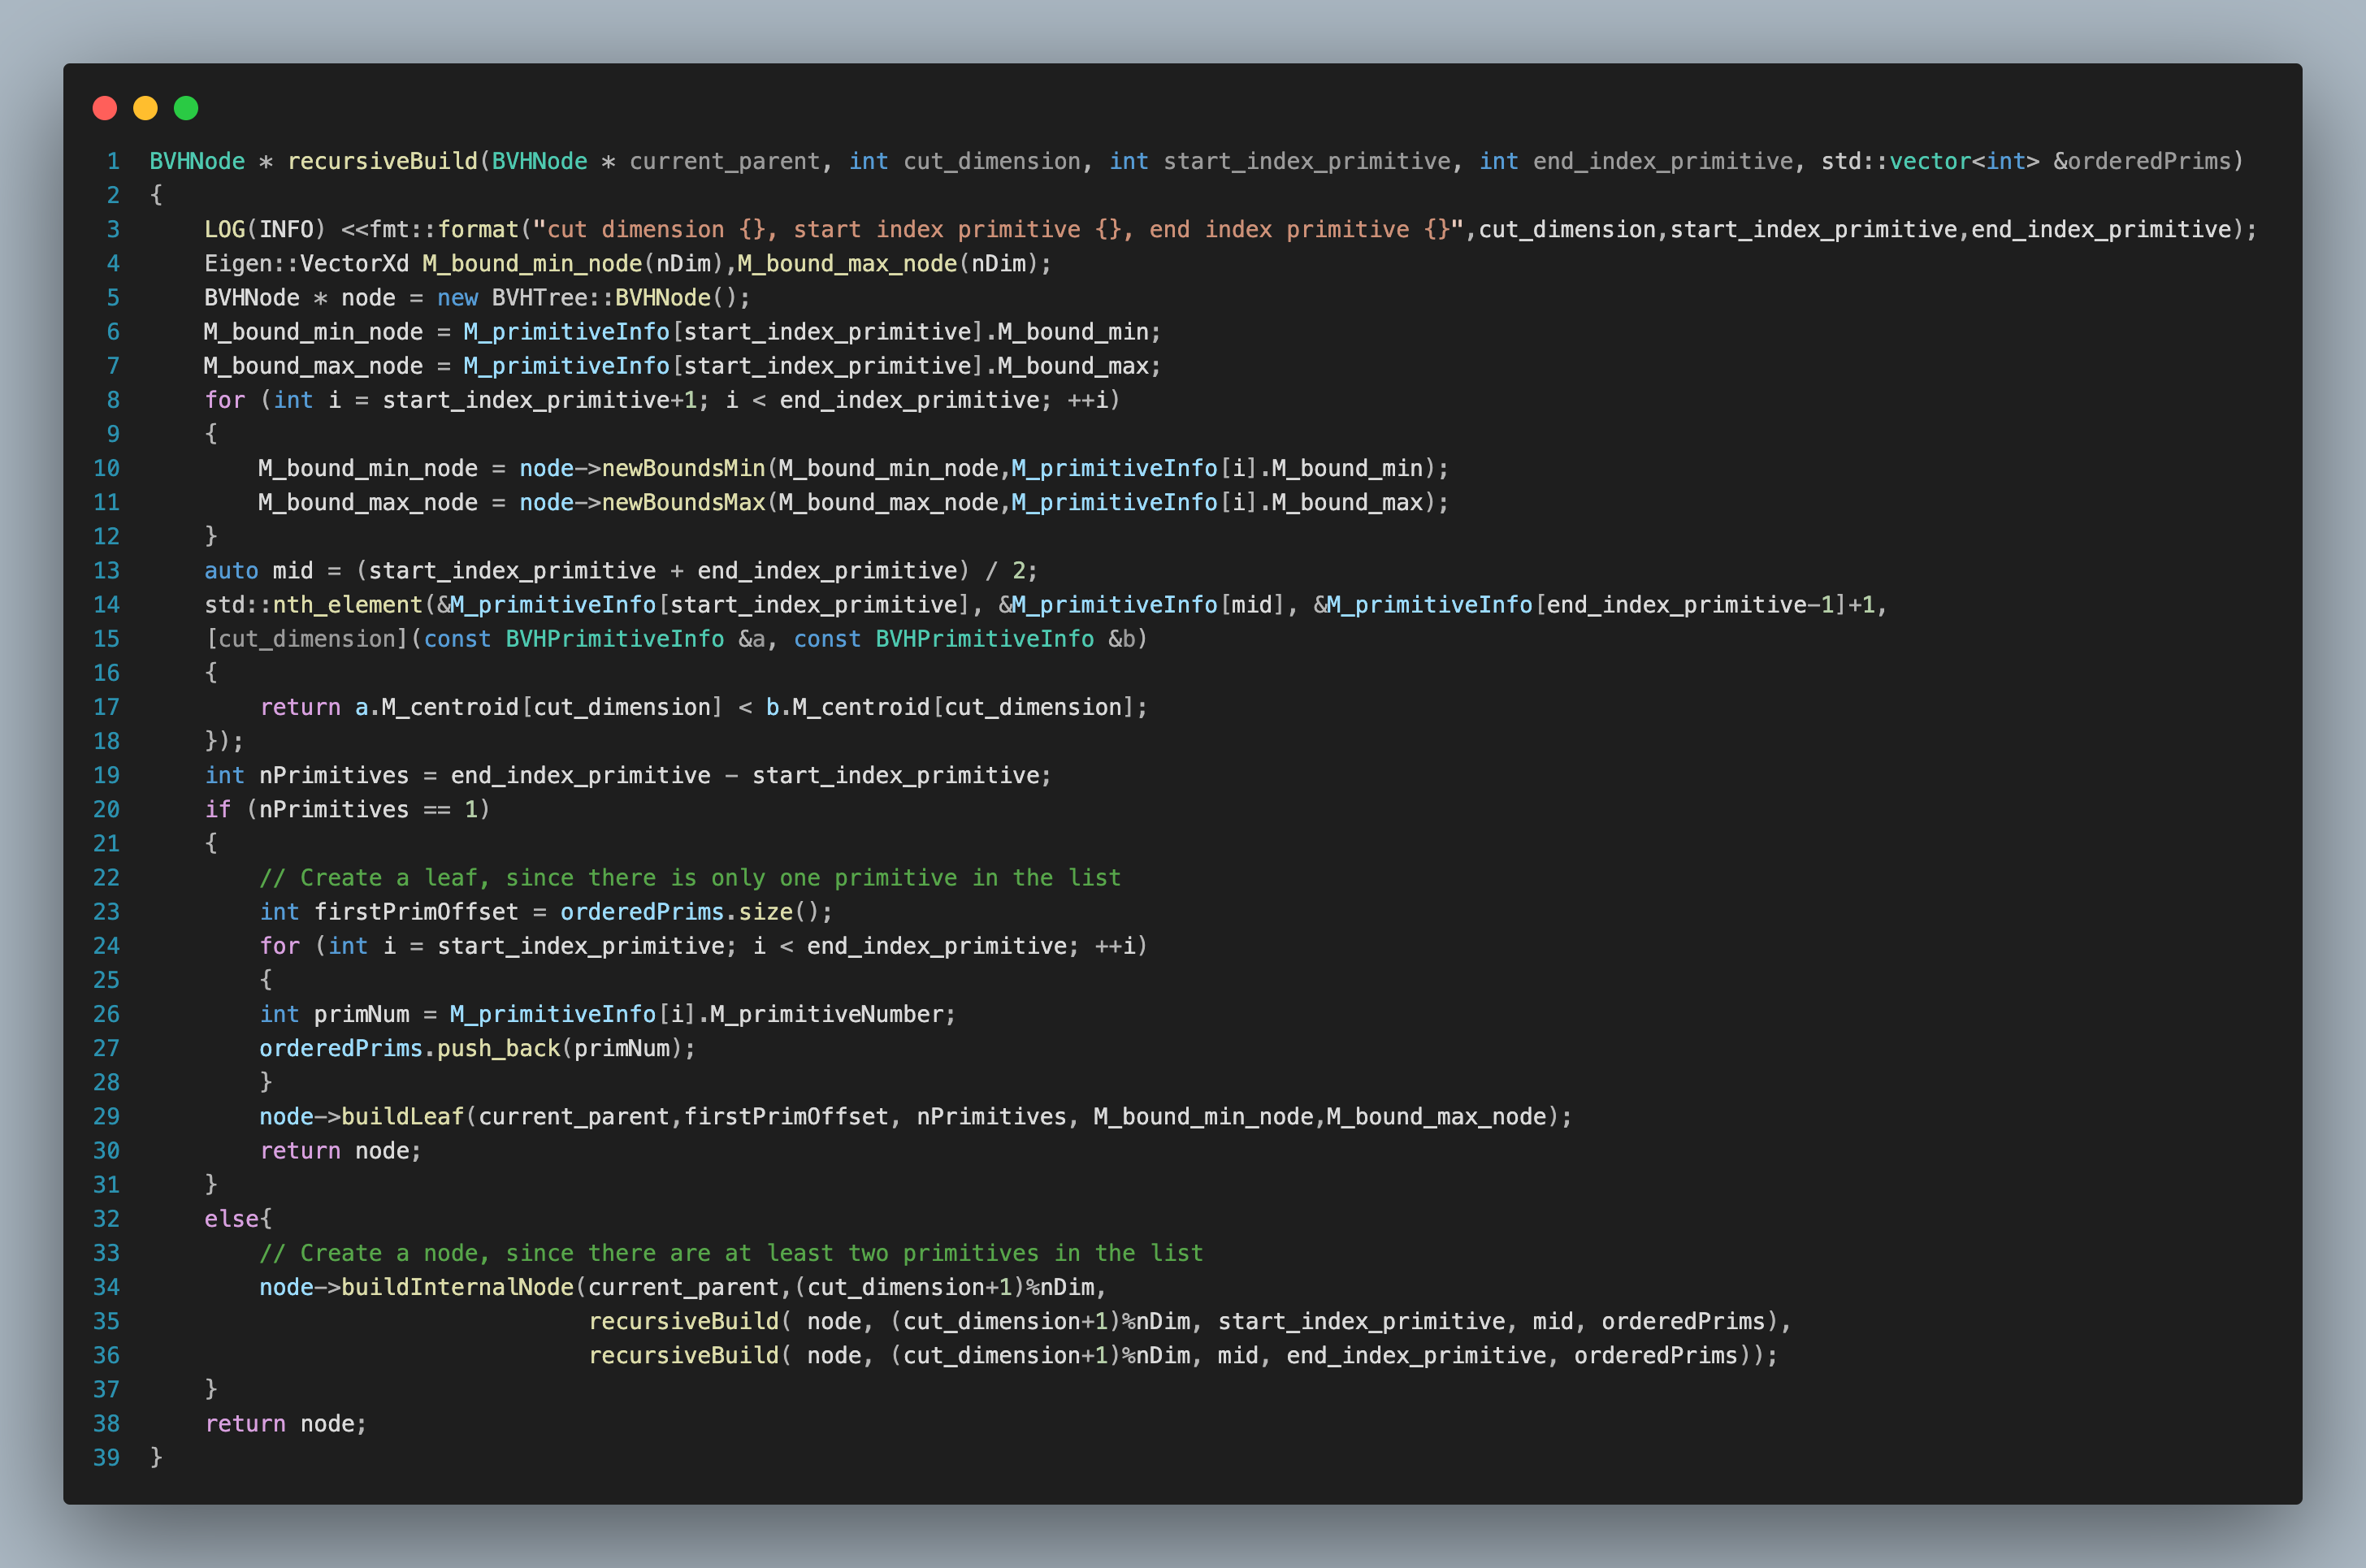 1 BVHNode * recursiveBuild(BVHNode * current_parent, int cut_dimension, int start_index_primitive, int end_index_primitive, std::vector<int> &orderedPrims)
2 {
3     LOG(INFO) <<fmt::format("cut dimension {}, start index primitive {}, end index primitive {}",cut_dimension,start_index_primitive,end_index_primitive);
4     Eigen::VectorXd M_bound_min_node(nDim),M_bound_max_node(nDim);
5     BVHNode * node = new BVHTree::BVHNode();
6     M_bound_min_node = M_primitiveInfo[start_index_primitive].M_bound_min;
7     M_bound_max_node = M_primitiveInfo[start_index_primitive].M_bound_max;
8     for (int i = start_index_primitive+1; i < end_index_primitive; ++i)
9     {
10         M_bound_min_node = node->newBoundsMin(M_bound_min_node,M_primitiveInfo[i].M_bound_min);
11         M_bound_max_node = node->newBoundsMax(M_bound_max_node,M_primitiveInfo[i].M_bound_max);
12     }
13     auto mid = (start_index_primitive + end_index_primitive) / 2;
14     std::nth_element(&M_primitiveInfo[start_index_primitive], &M_primitiveInfo[mid], &M_primitiveInfo[end_index_primitive-1]+1,
15     [cut_dimension](const BVHPrimitiveInfo &a, const BVHPrimitiveInfo &b)
16     {
17         return a.M_centroid[cut_dimension] < b.M_centroid[cut_dimension];
18     });
19     int nPrimitives = end_index_primitive - start_index_primitive;
20     if (nPrimitives == 1)
21     {
22         // Create a leaf, since there is only one primitive in the list
23         int firstPrimOffset = orderedPrims.size();
24         for (int i = start_index_primitive; i < end_index_primitive; ++i)
25         {
26         int primNum = M_primitiveInfo[i].M_primitiveNumber;
27         orderedPrims.push_back(primNum);
28         }
29         node->buildLeaf(current_parent,firstPrimOffset, nPrimitives, M_bound_min_node,M_bound_max_node);
30         return node;
31     }
32     else{
33         // Create a node, since there are at least two primitives in the list
34         node->buildInternalNode(current_parent,(cut_dimension+1)%nDim,
35                                 recursiveBuild( node, (cut_dimension+1)%nDim, start_index_primitive, mid, orderedPrims),
36                                 recursiveBuild( node, (cut_dimension+1)%nDim, mid, end_index_primitive, orderedPrims));
37     }
38     return node;
39 }